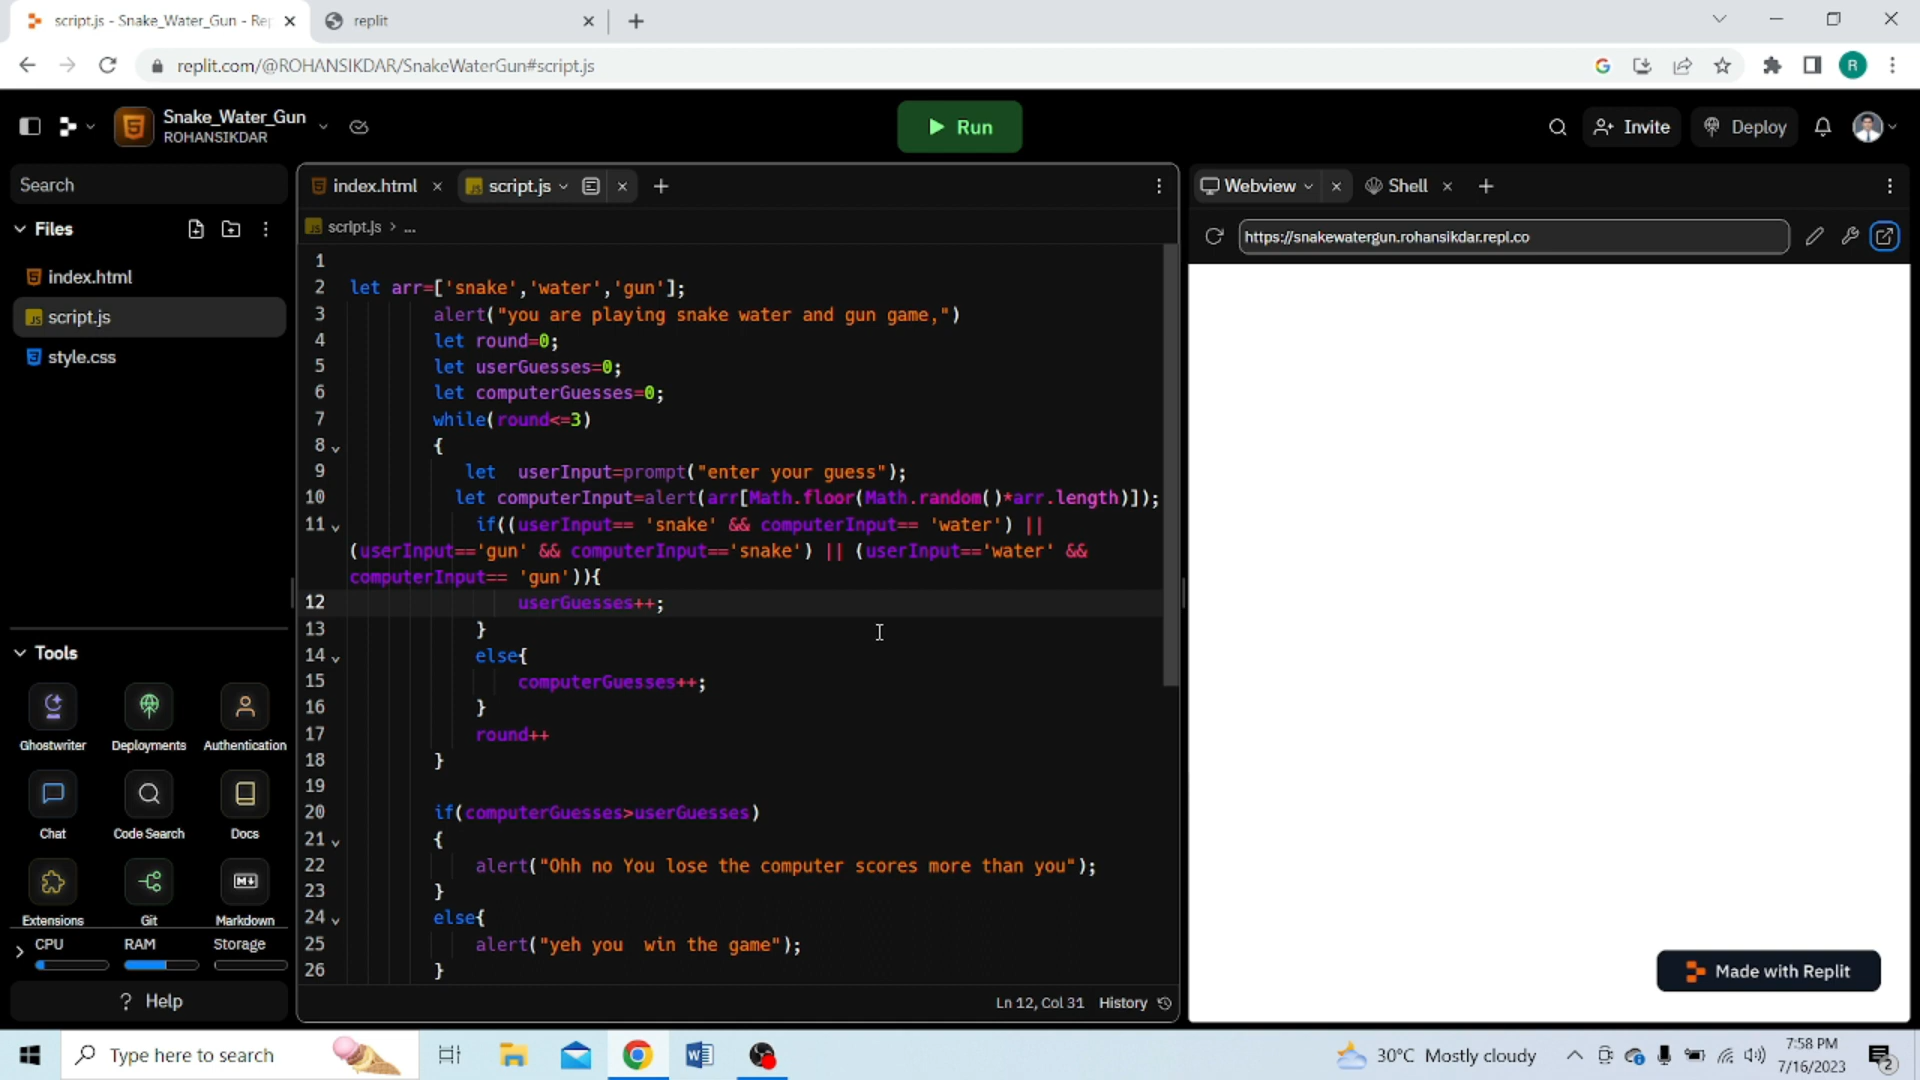 script.js - Snake_Water_Gun - Rep
replit
replit.com/@ROHANSIKDAR/SnakeWaterGun#script.js
R
Snake_Water_Gun
ROHANSIKDAR
Run
Invite
Deploy
Search
Files
index.html
script.js
style.css
Tools
Ghostwriter
Deployments
Authentication
Chat
Code Search
Docs
Extensions
Git
Markdown
CPU
RAM
Storage
? Help
index.html
script.js
script.js > ...
1
2 let arr=['snake','water','gun'];
3 alert("you are playing snake water and gun game,")
4 let round=0;
5 let userGuesses=0;
6 let computerGuesses=0;
7 while(round<=3)
8 {
9 let  userInput=prompt("enter your guess");
10 let computerInput=alert(arr[Math.floor(Math.random()*arr.length)]);
11 if((userInput== 'snake' && computerInput== 'water') ||
(userInput=='gun' && computerInput=='snake') || (userInput=='water' &&
computerInput== 'gun')){
12 userGuesses++;
13 }
14 else{
15 computerGuesses++;
16 }
17 round++
18 }
19
20 if(computerGuesses>userGuesses)
21 {
22 alert("Ohh no You lose the computer scores more than you");
23 }
24 else{
25 alert("yeh you  win the game");
26 }
Ln 12, Col 31 History
Webview
Shell
https://snakewatergun.rohansikdar.repl.co
Made with Replit
Type here to search
30°C Mostly cloudy
7:58 PM
7/16/2023
2